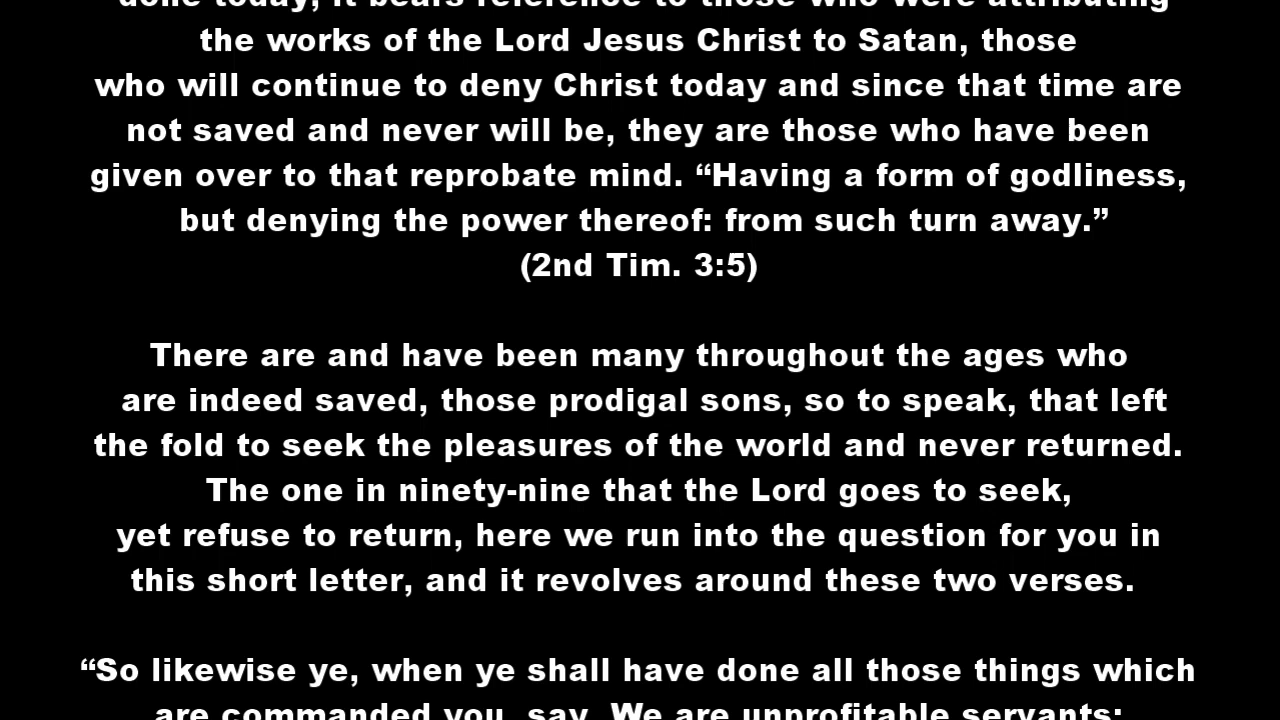 done today, it bears reference to those who were attributing
the works of the Lord Jesus Christ to Satan, those
who will continue to deny Christ today and since that time are
not saved and never will be, they are those who have been
given over to that reprobate mind. “Having a form of godliness,
but denying the power thereof: from such turn away.”
(2nd Tim. 3:5)
There are and have been many throughout the ages who
are indeed saved, those prodigal sons, so to speak, that left
the fold to seek the pleasures of the world and never returned.
The one in ninety-nine that the Lord goes to seek,
yet refuse to return, here we run into the question for you in
this short letter, and it revolves around these two verses.
“So likewise ye, when ye shall have done all those things which
are commanded you, say, We are unprofitable servants: